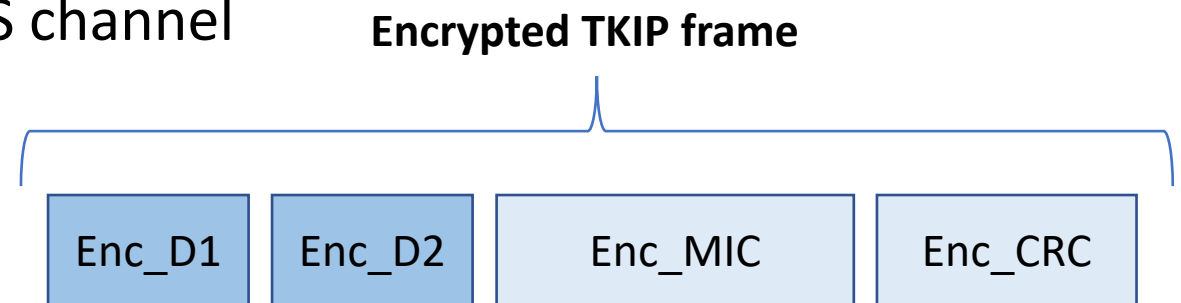 S channel
Encrypted TKIP frame
Enc_D1 Enc_D2 Enc_MIC Enc_CRC